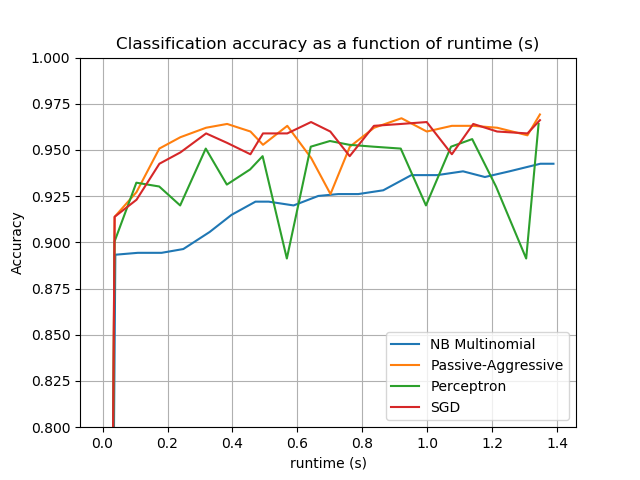 Classification accuracy as a function of runtime (s)
1.000
0.975
0.950
0.925
0.900
0.875
0.850
0.825
0.800
Accuracy
NB Multinomial
Passive-Aggressive
Perceptron
SGD
0.0 0.2 0.4 0.6 0.8 1.0 1.2 1.4
runtime (s)